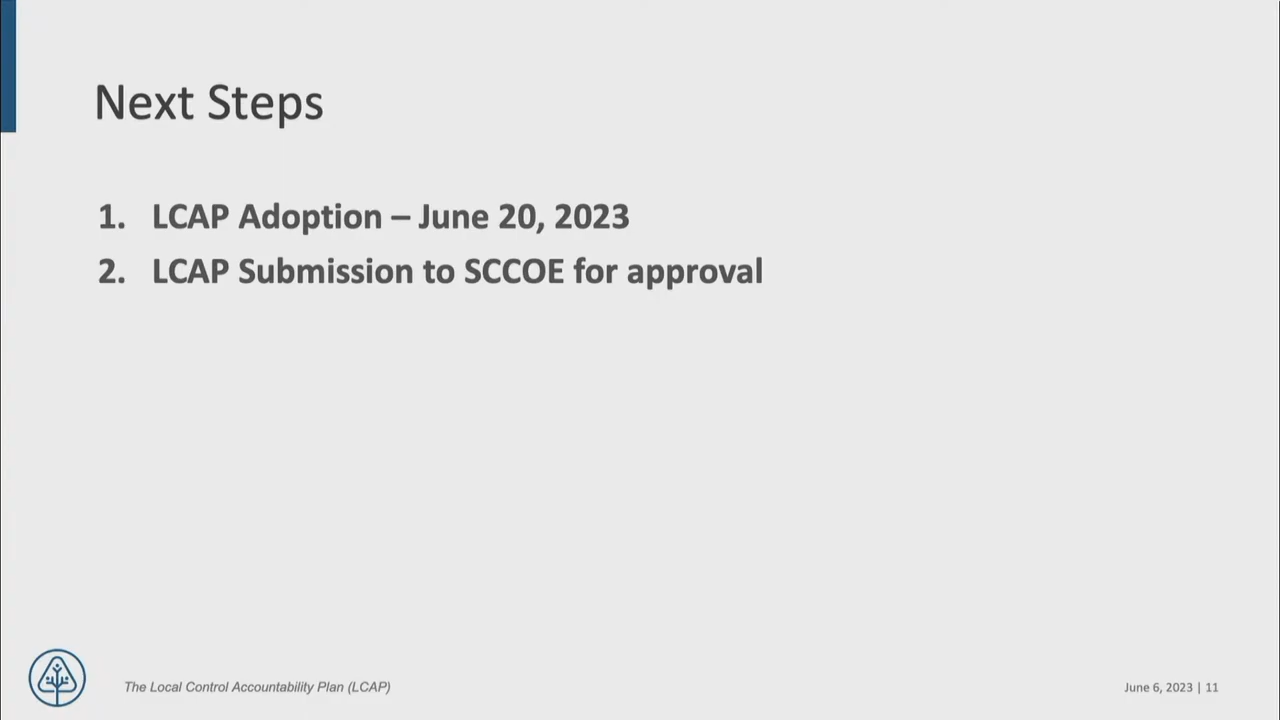 Next Steps
1. LCAP Adoption – June 20, 2023
2. LCAP Submission to SCCOE for approval
The Local Control Accountability Plan (LCAP)
June 6, 2023 | 11